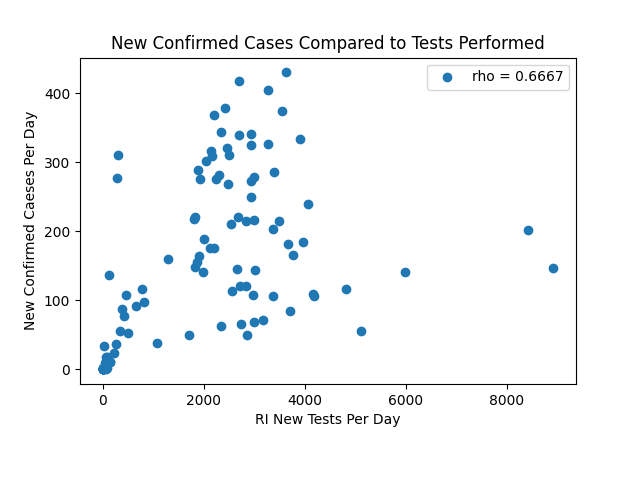 New Confirmed Cases Compared to Tests Performed
rho = 0.6667
New Confirmed Caeses Per Day
400
300
200
100
0
0 2000 4000 6000 8000
RI New Tests Per Day